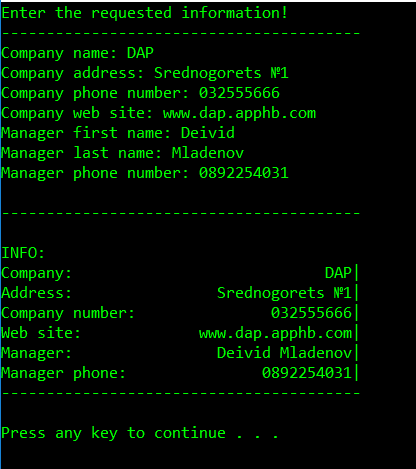 Enter the requested information!
----------------------------------------
Company name: DAP
Company address: Srednogorets №1
Company phone number: 032555666
Company web site: www.dap.apphb.com
Manager first name: Deivid
Manager last name: Mladenov
Manager phone number: 0892254031
----------------------------------------
INFO:
Company:                            DAP|
Address:                Srednogorets №1|
Company number:               032555666|
Web site:             www.dap.apphb.com|
Manager:                Deivid Mladenov|
Manager phone:               0892254031|
----------------------------------------
Press any key to continue . . .